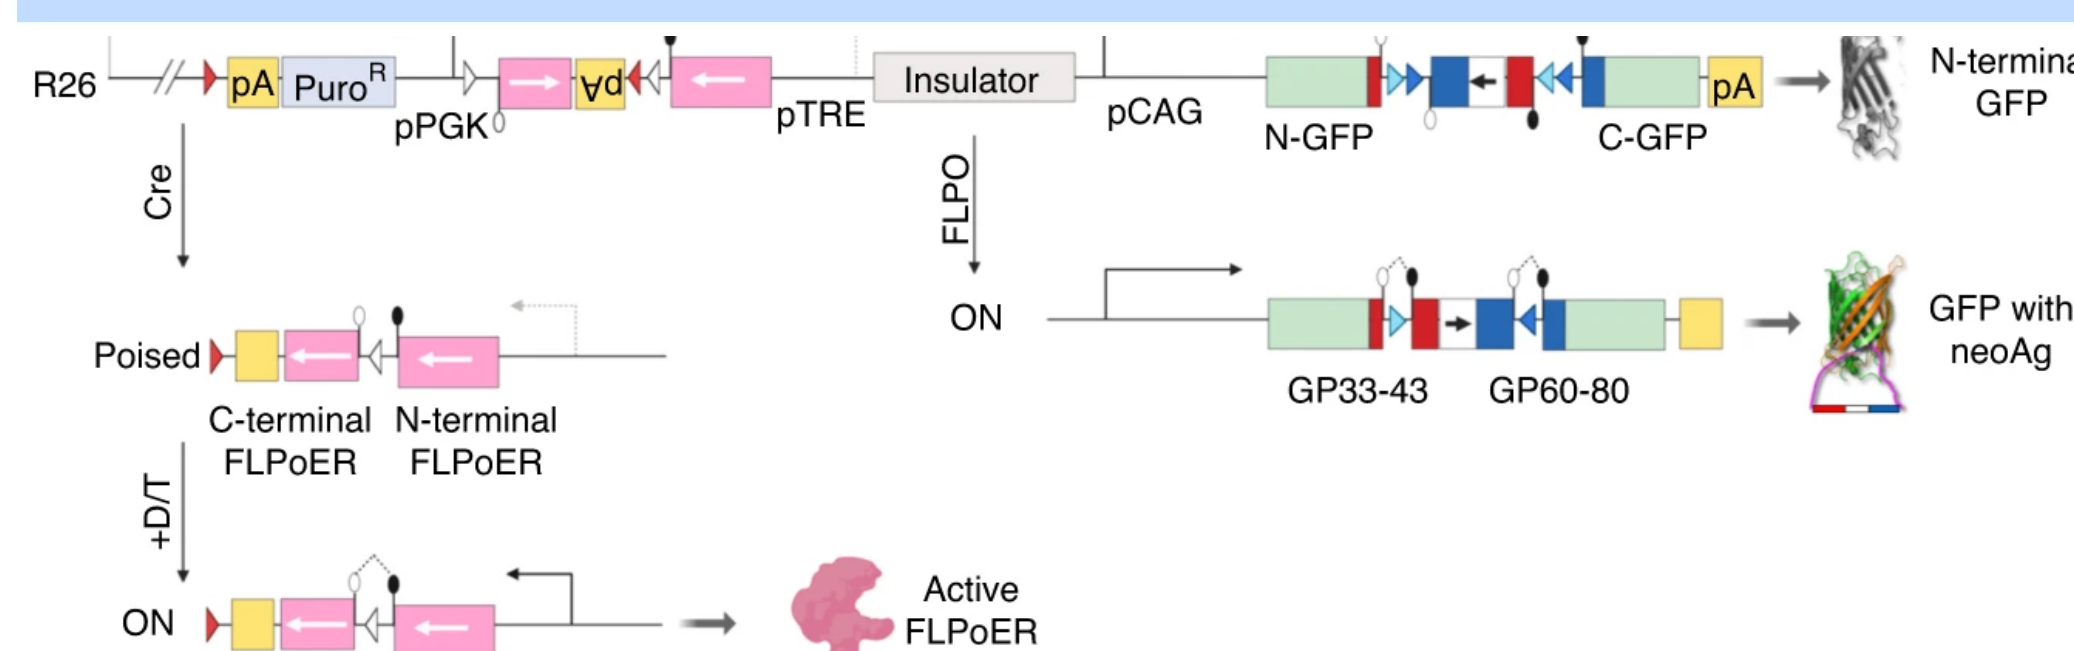 R26
pA
Puro^R
pPGK
pA
pTRE
Insulator
pCAG
N-GFP
C-GFP
pA
N-termina
GFP
Cre
FLPO
Poised
C-terminal
FLPoER
N-terminal
FLPoER
ON
GP33-43
GP60-80
GFP with
neoAg
+D/T
ON
Active
FLPoER